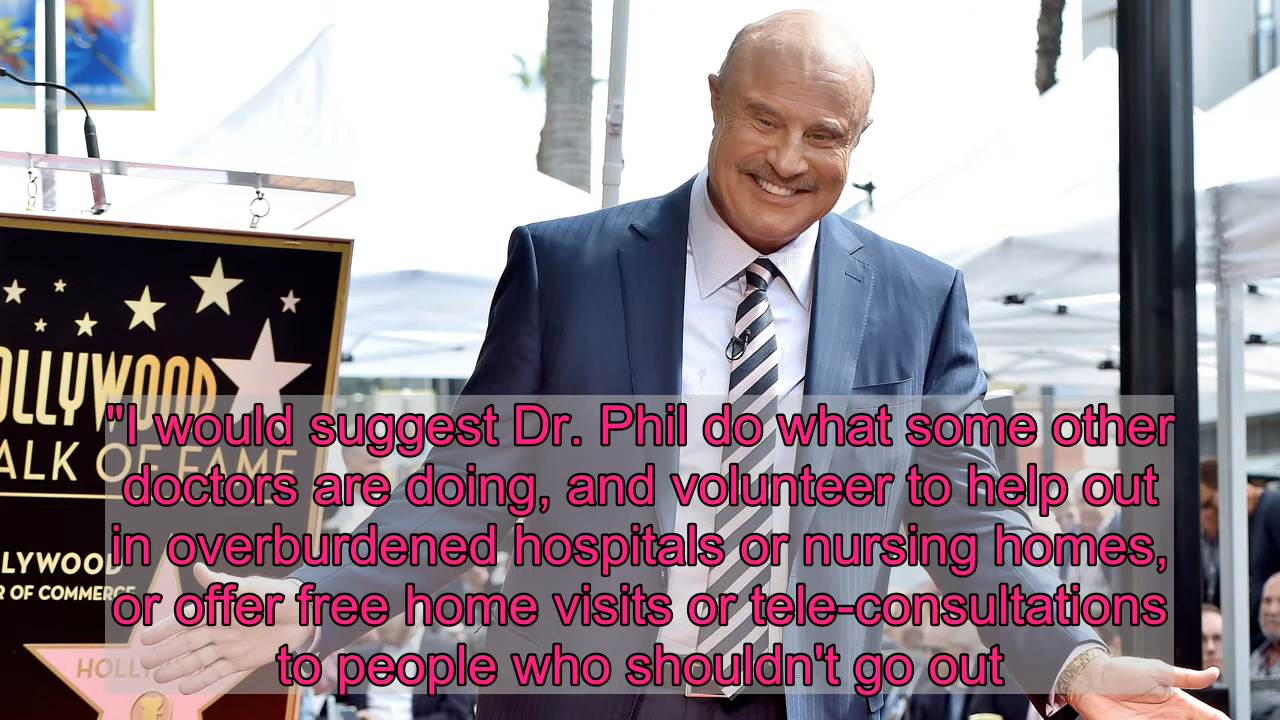 OLLYWOOD
ALK OF FAME
LLYWOOD
R OF COMMERCE
HOLLY
"I would suggest Dr. Phil do what some other
doctors are doing, and volunteer to help out
in overburdened hospitals or nursing homes,
or offer free home visits or tele-consultations
to people who shouldn't go out